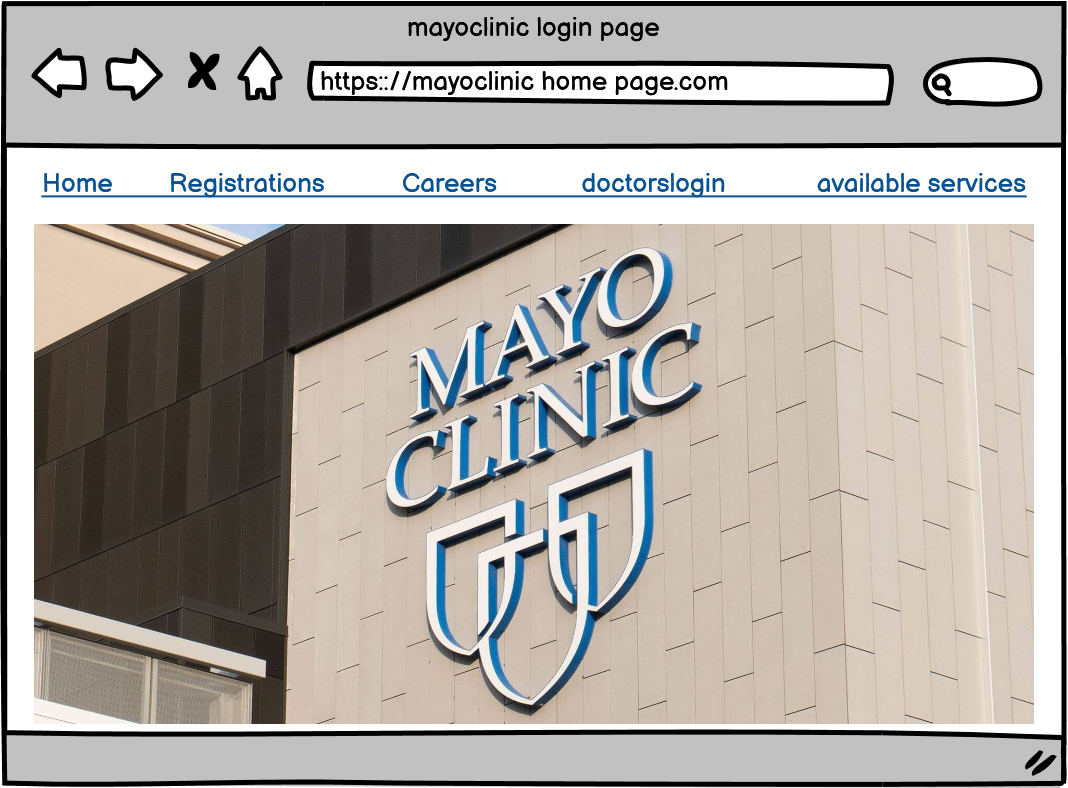 mayoclinic login page
https:://mayoclinic home page.com
Home Registrations Careers doctorslogin available services
MAYO
CLINIC